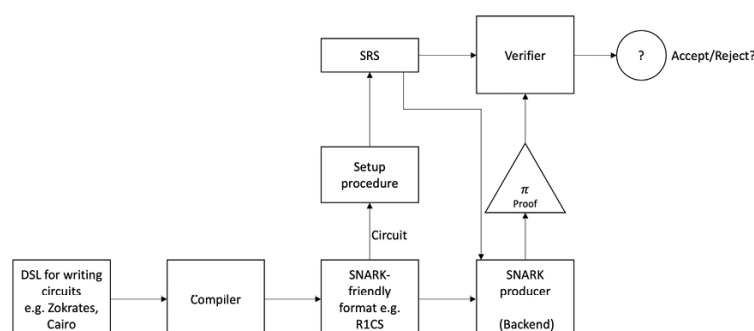 SRS
Verifier
?
Accept/Reject?
Setup
procedure
π
Proof
Circuit
DSL for writing
circuits
e.g. Zokrates,
Cairo
Compiler
SNARK-
friendly
format e.g.
R1CS
SNARK
producer
(Backend)